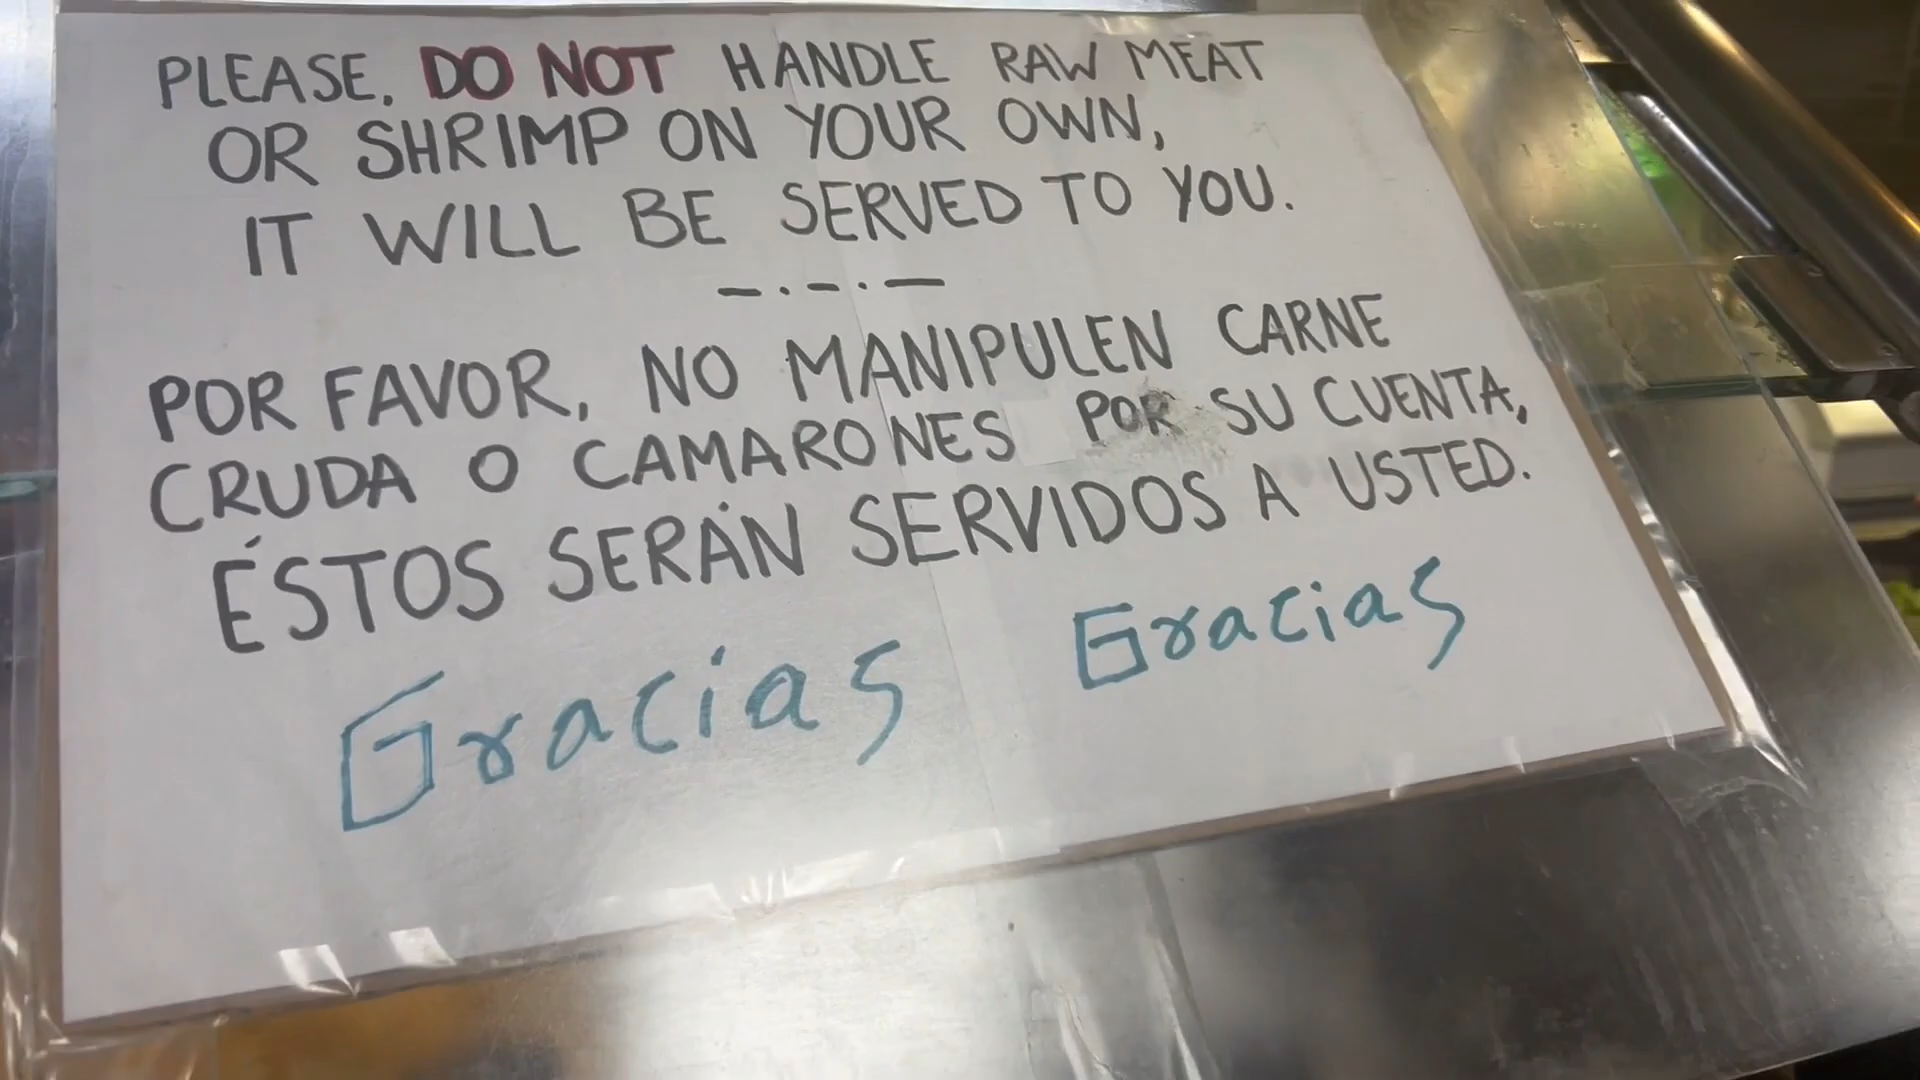 PLEASE, DO NOT HANDLE RAW MEAT
OR SHRIMP ON YOUR OWN,
IT WILL BE SERVED TO YOU.
POR FAVOR, NO MANIPULEN CARNE
CRUDA O CAMARONES POR SU CUENTA,
ÉSTOS SERÁN SERVIDOS A USTED.
Gracias Gracias